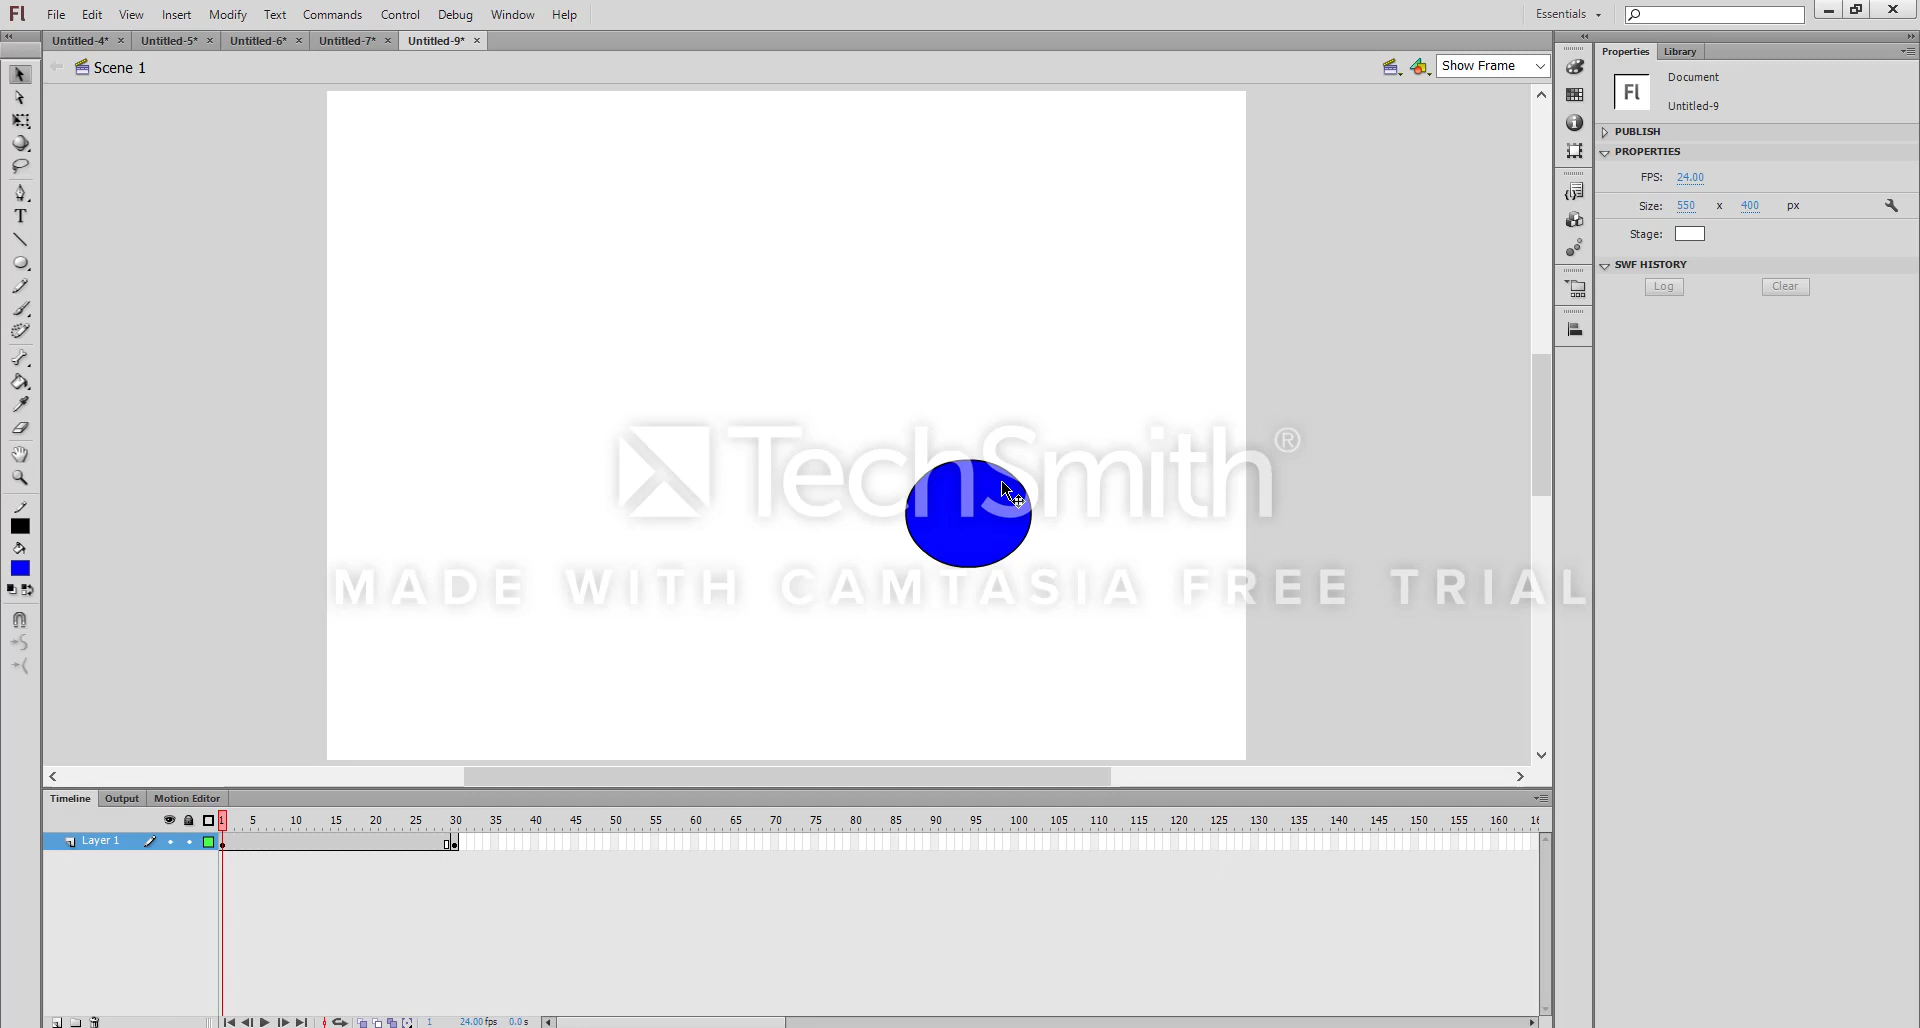 Fl File Edit View Insert Modify Text Commands Control Debug Window Help Essentials
Untitled-4* × Untitled-5* × Untitled-6* × Untitled-7* × Untitled-9* ×
Scene 1 Show Frame
Properties Library
Fl Document
Untitled-9
PUBLISH
PROPERTIES
FPS: 24.00
Size: 550 x 400 px
Stage:
SWF HISTORY
Log Clear
T
TechSmith®
MADE WITH CAMTASIA FREE TRIAL
Timeline Output Motion Editor
1 5 10 15 20 25 30 35 40 45 50 55 60 65 70 75 80 85 90 95 100 105 110 115 120 125 130 135 140 145 150 155 160
Layer 1
1 24.00 fps 0.0 s